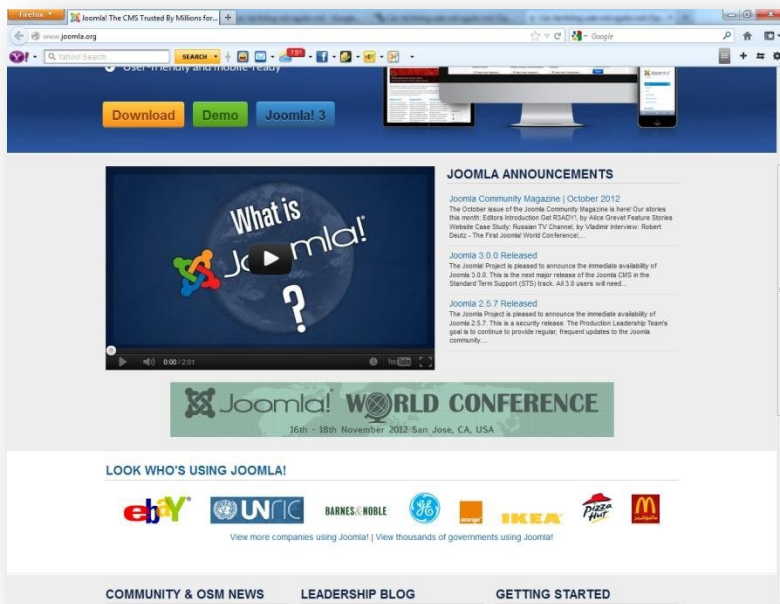 Firefox
Joomla! The CMS Trusted By Millions for...
www.joomla.org
Google
Yahoo! Search
SEARCH
79°
User-friendly and mobile-ready
Download
Demo
Joomla! 3
What is
Joomla!
?
0:00 / 2:01
YouTube
JOOMLA ANNOUNCEMENTS
Joomla Community Magazine | October 2012
The October issue of the Joomla Community Magazine is here! Our stories
this month: Editors Introduction Get R3ADY!, by Alice Grevet Feature Stories
Website Case Study: Russian TV Channel, by Vladimir Interview: Robert
Deutz - The First Joomla! World Conference!,...
Joomla 3.0.0 Released
The Joomla! Project is pleased to announce the immediate availability of
Joomla 3.0.0. This is the next major release of the Joomla CMS in the
Standard Term Support (STS) track. All 3.0 users will need...
Joomla 2.5.7 Released
The Joomla Project is pleased to announce the immediate availability of
Joomla 2.5.7. This is a security release. The Production Leadership Team's
goal is to continue to provide regular, frequent updates to the Joomla
community....
Joomla! WORLD CONFERENCE
16th - 18th November 2012 San Jose, CA, USA
LOOK WHO'S USING JOOMLA!
ebaY
UNric
BARNES&NOBLE
GE
orange
IKEA
Pizza
Hut
View more companies using Joomla! | View thousands of governments using Joomla!
COMMUNITY & OSM NEWS
LEADERSHIP BLOG
GETTING STARTED